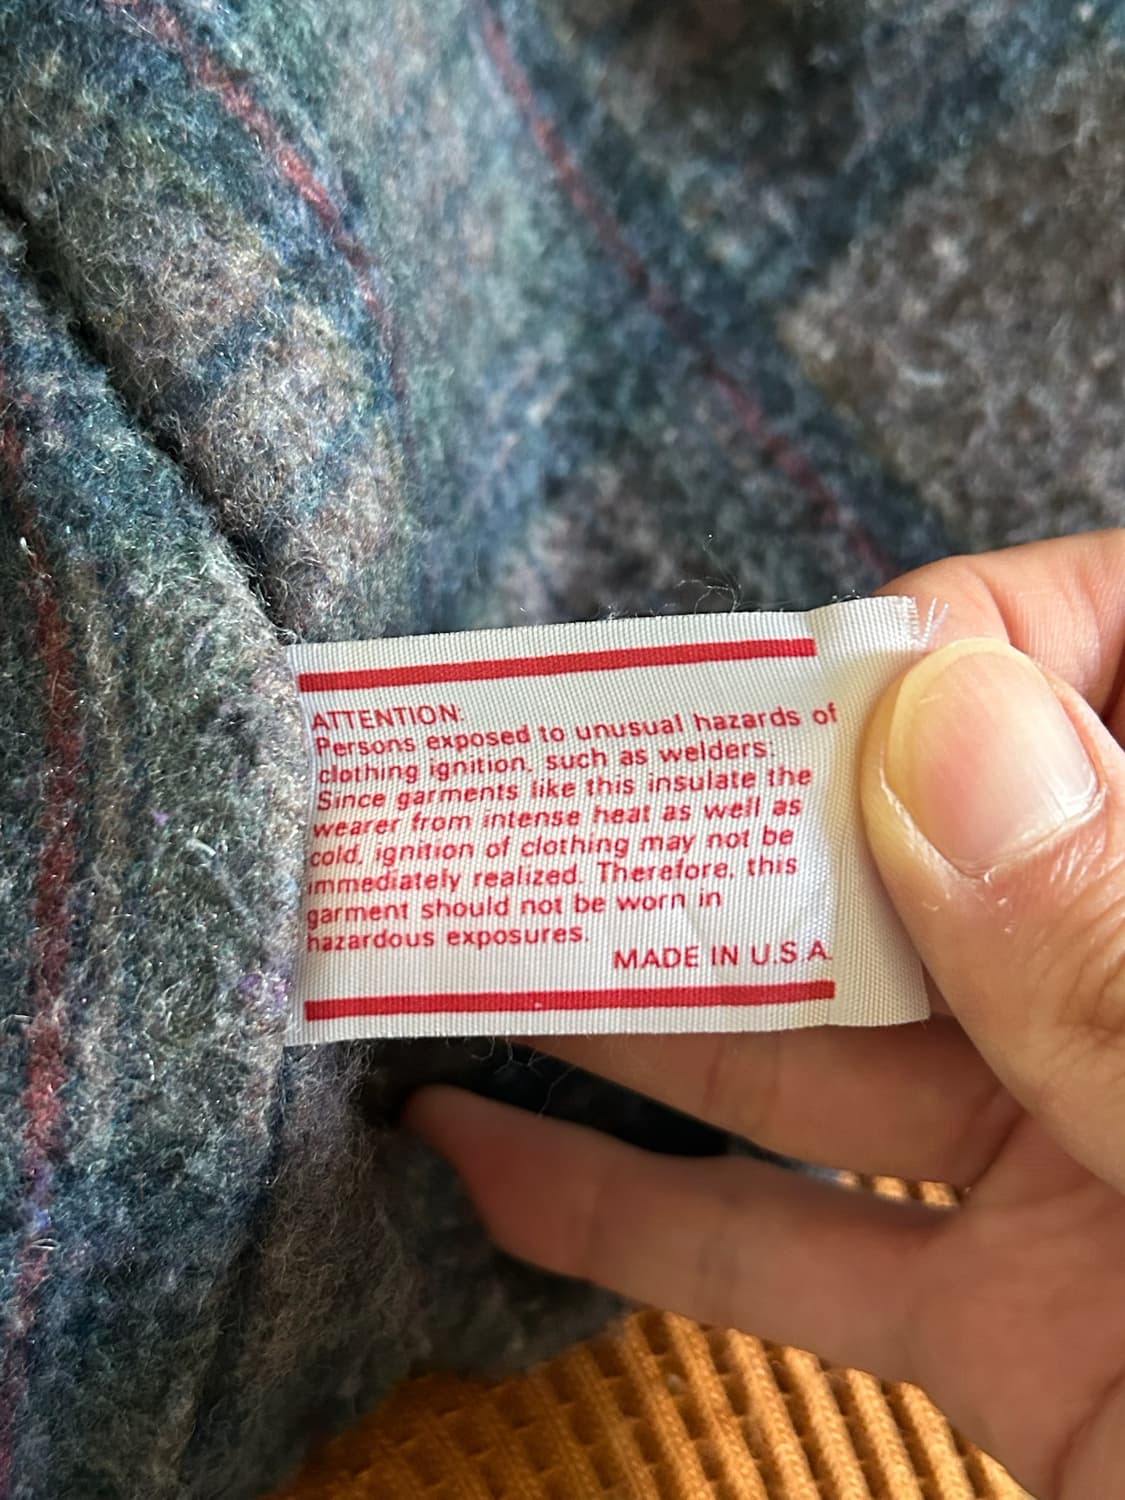 ATTENTION:
Persons exposed to unusual hazards of
clothing ignition, such as welders:
Since garments like this insulate the
wearer from intense heat as well as
cold, ignition of clothing may not be
immediately realized. Therefore, this
garment should not be worn in
hazardous exposures.
MADE IN U.S.A.